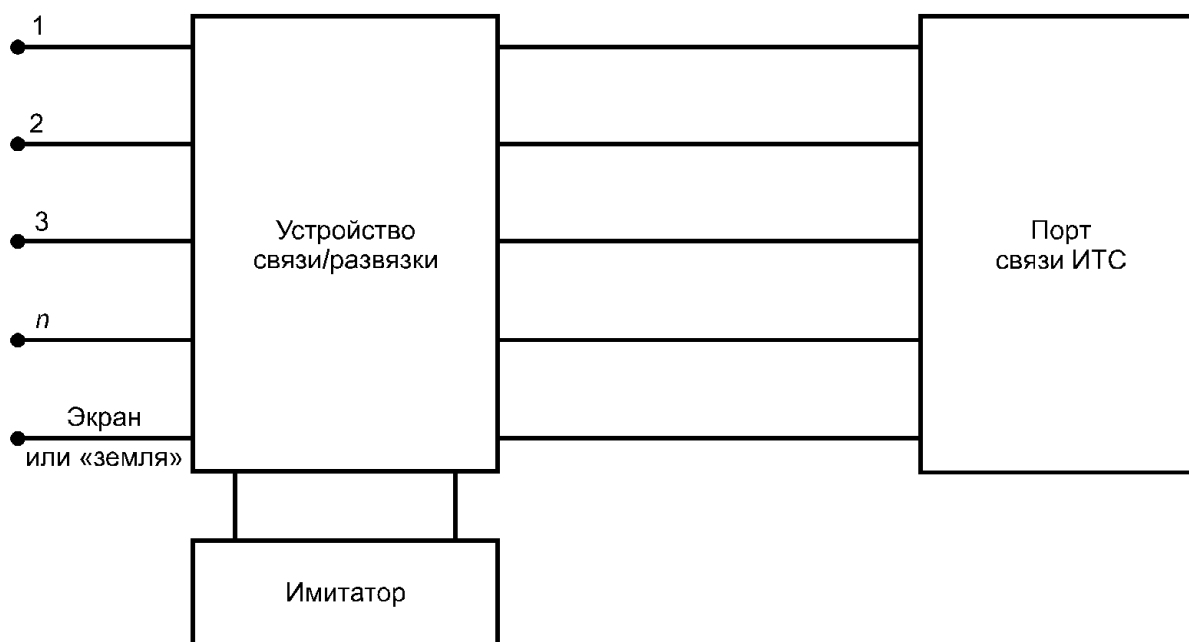 1
2
3
n
Экран
или «земля»
Устройство
связи/развязки
Порт
связи ИТС
Имитатор